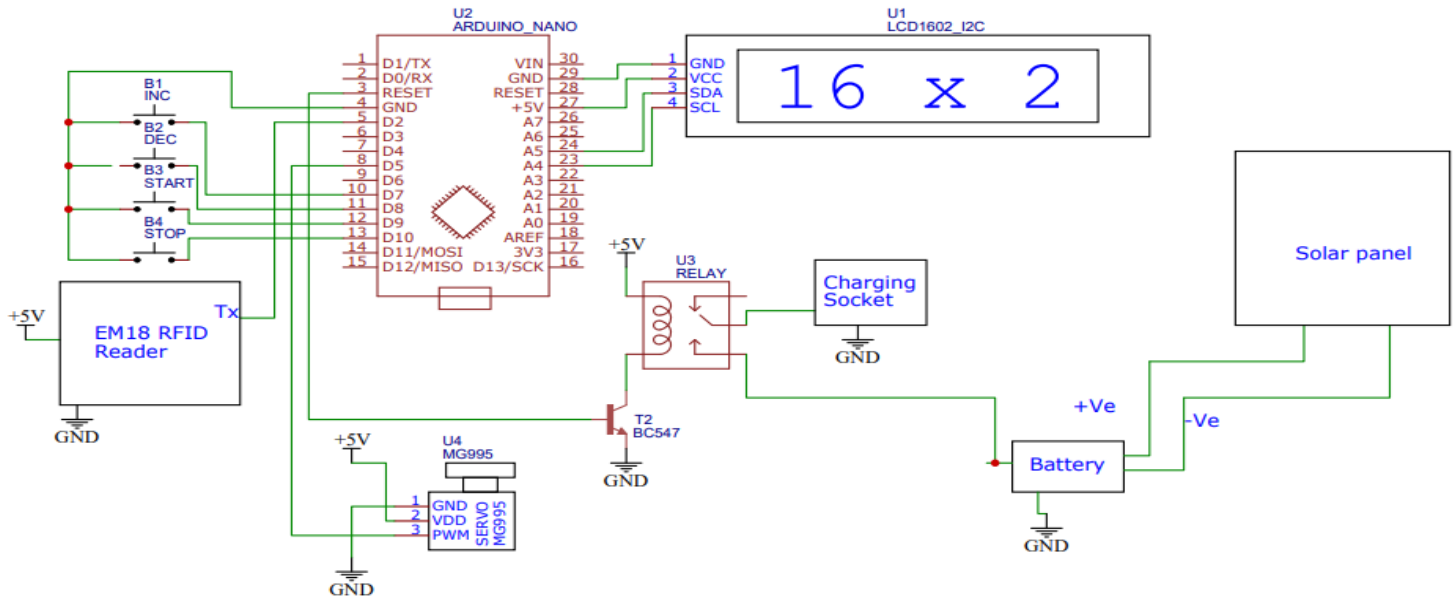 U2
ARDUINO_NANO
1 D1/TX
2 D0/RX
3 RESET
4 GND
5 D2
6 D3
7 D4
8 D5
9 D6
10 D7
11 D8
12 D9
13 D10
14 D11/MOSI
15 D12/MISO
VIN 30
GND 29
RESET 28
+5V 27
A7 26
A6 25
A5 24
A4 23
A3 22
A2 21
A1 20
A0 19
AREF 18
3V3 17
D13/SCK 16
U1
LCD1602_I2C
1 GND
2 VCC
3 SDA
4 SCL
16 x 2
B1
INC
B2
DEC
B3
START
B4
STOP
+5V
Tx
EM18 RFID
Reader
GND
+5V
U3
RELAY
Charging
Socket
GND
Solar panel
T2
BC547
GND
+5V
U4
MG995
1 GND
2 VDD
3 PWM
SERVO
MG995
GND
+Ve
-Ve
Battery
GND